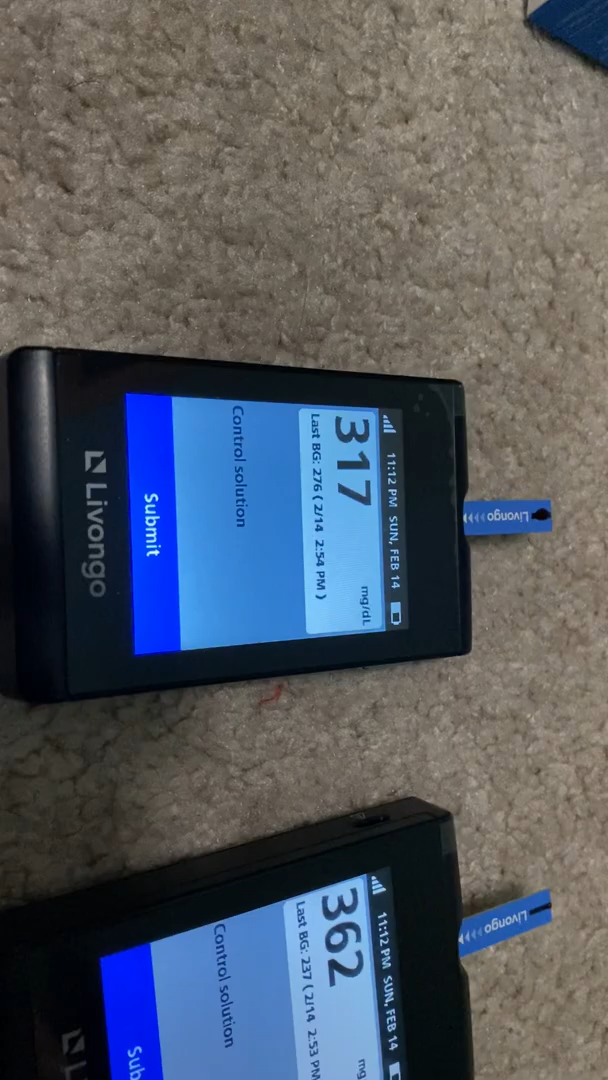 11:12 PM SUN, FEB 14
317 mg/dL
Last BG: 276 ( 2/14 2:54 PM )
Control solution
Submit
Livongo
Livongo
11:12 PM SUN, FEB 14
362 mg
Last BG: 237 ( 2/14 2:53 PM
Control solution
Sub
L
Livongo